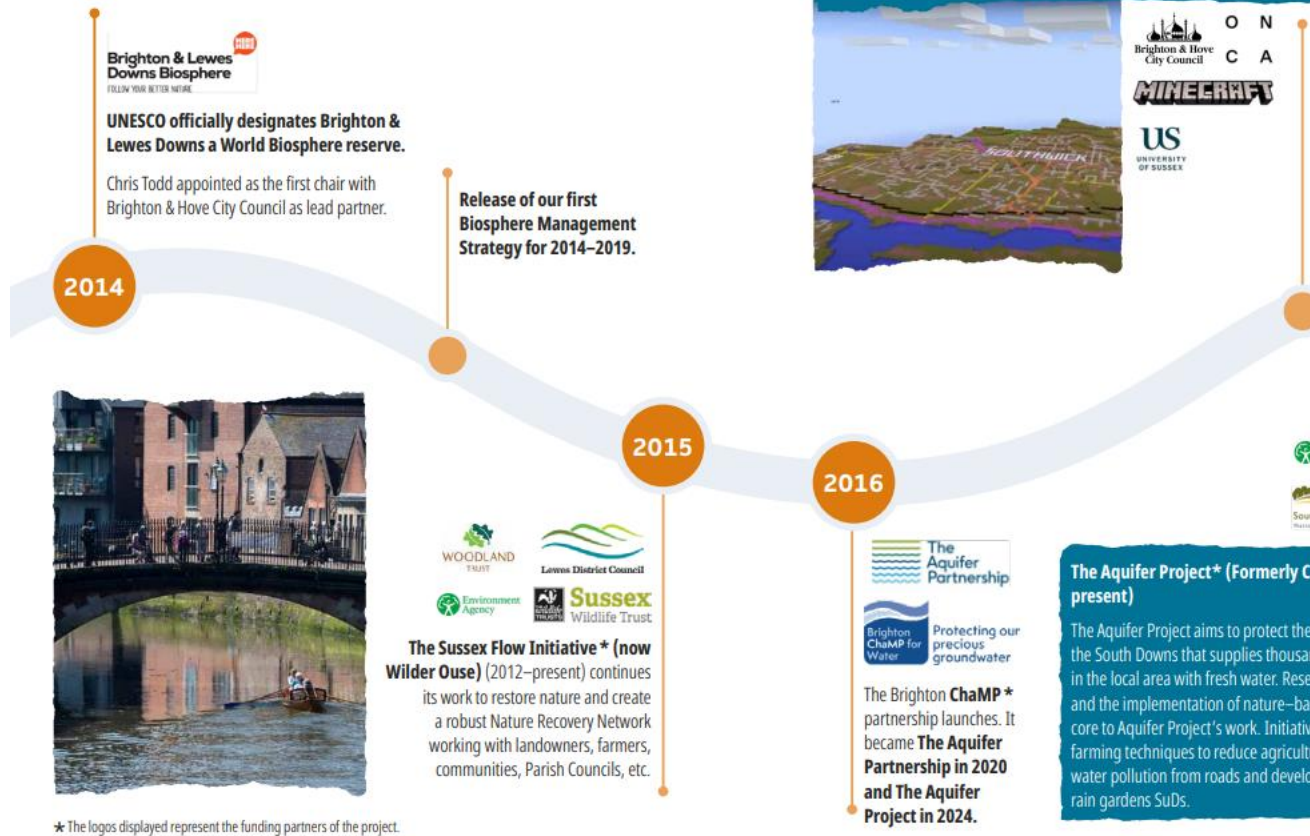 HERE
HERE
Brighton & Lewes
Downs Biosphere
FOLLOW YOUR BETTER NATURE
UNESCO officially designates Brighton &
Lewes Downs a World Biosphere reserve.
Chris Todd appointed as the first chair with
Brighton & Hove City Council as lead partner.
2014
Release of our first
Biosphere Management
Strategy for 2014–2019.
SOUTHWICK
Brighton & Hove
City Council
O N
C A
MINECRAFT
US
UNIVERSITY
OF SUSSEX
2015
WOODLAND
TRUST
Lewes District Council
Environment
Agency
Sussex
Wildlife Trust
The Sussex Flow Initiative * (now
Wilder Ouse) (2012–present) continues
its work to restore nature and create
a robust Nature Recovery Network
working with landowners, farmers,
communities, Parish Councils, etc.
2016
The
Aquifer
Partnership
Brighton
ChaMP for
Water
Protecting our
precious
groundwater
The Brighton ChaMP *
partnership launches. It
became The Aquifer
Partnership in 2020
and The Aquifer
Project in 2024.
Sou
The Aquifer Project* (Formerly C
present)
The Aquifer Project aims to protect the
the South Downs that supplies thousa
in the local area with fresh water. Rese
and the implementation of nature–ba
core to Aquifer Project's work. Initiativ
farming techniques to reduce agricult
water pollution from roads and develo
rain gardens SuDs.
* The logos displayed represent the funding partners of the project.